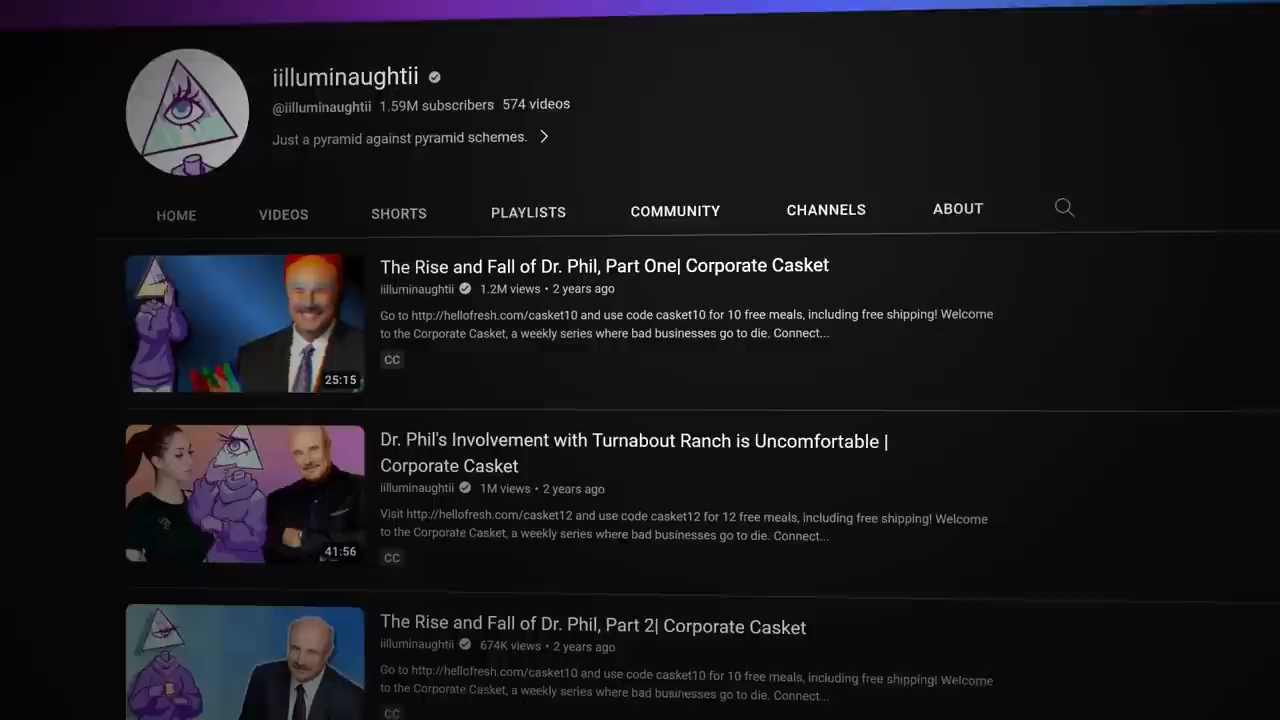 iilluminaughtii
@iilluminaughtii 1.59M subscribers 574 videos
Just a pyramid against pyramid schemes.
HOME VIDEOS SHORTS PLAYLISTS COMMUNITY CHANNELS ABOUT
The Rise and Fall of Dr. Phil, Part One| Corporate Casket
iilluminaughtii 1.2M views • 2 years ago
Go to http://hellofresh.com/casket10 and use code casket10 for 10 free meals, including free shipping! Welcome
to the Corporate Casket, a weekly series where bad businesses go to die. Connect...
CC
25:15
Dr. Phil's Involvement with Turnabout Ranch is Uncomfortable |
Corporate Casket
iilluminaughtii 1M views • 2 years ago
Visit http://hellofresh.com/casket12 and use code casket12 for 12 free meals, including free shipping! Welcome
to the Corporate Casket, a weekly series where bad businesses go to die. Connect...
41:56
CC
The Rise and Fall of Dr. Phil, Part 2| Corporate Casket
iilluminaughtii 674K views • 2 years ago
Go to http://hellofresh.com/casket10 and use code casket10 for 10 free meals, including free shipping! Welcome
to the Corporate Casket, a weekly series where bad businesses go to die. Connect...
CC